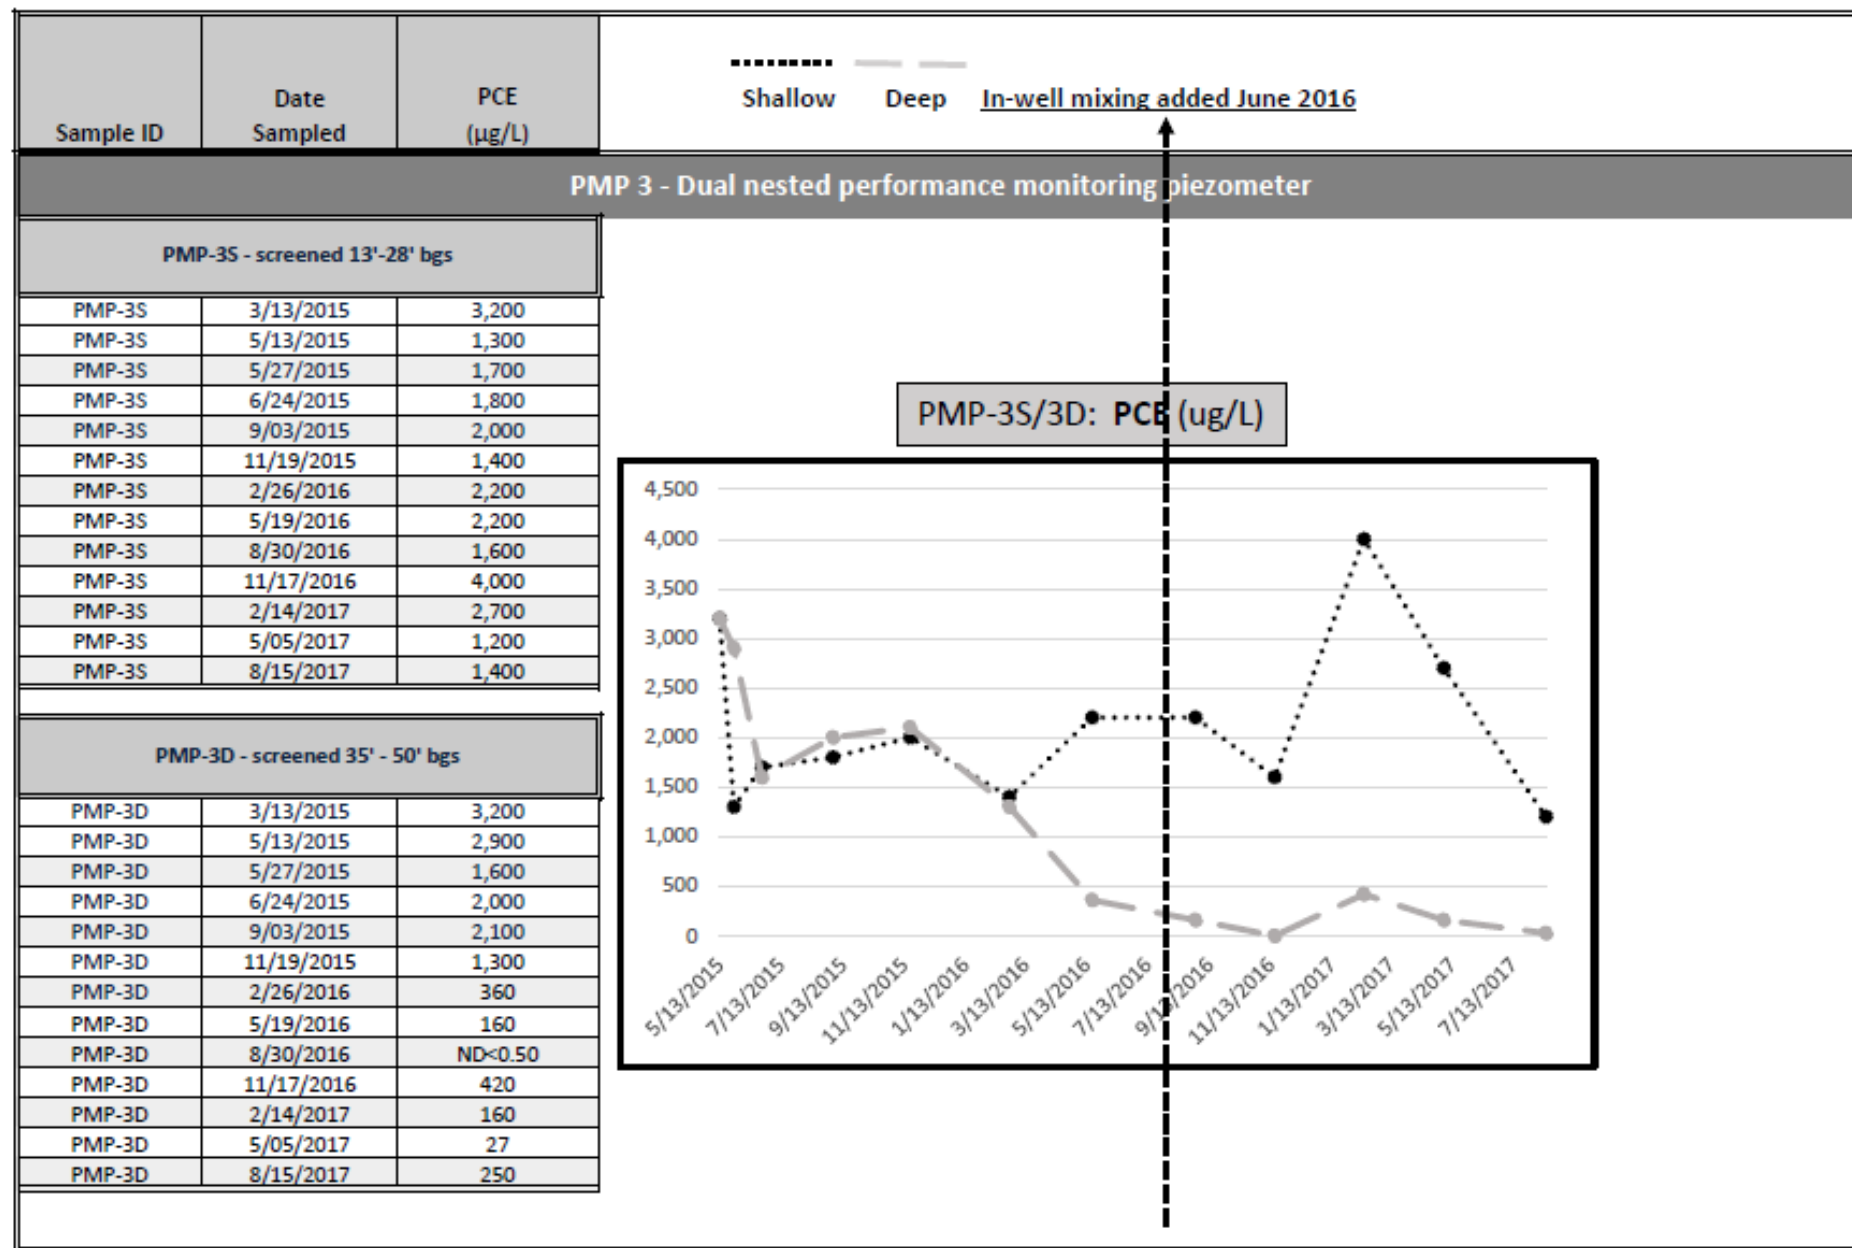 Sample ID Date Sampled PCE (µg/L)
Shallow Deep In-well mixing added June 2016
PMP 3 - Dual nested performance monitoring piezometer
PMP-3S - screened 13'-28' bgs
PMP-3S 3/13/2015 3,200
PMP-3S 5/13/2015 1,300
PMP-3S 5/27/2015 1,700
PMP-3S 6/24/2015 1,800
PMP-3S 9/03/2015 2,000
PMP-3S 11/19/2015 1,400
PMP-3S 2/26/2016 2,200
PMP-3S 5/19/2016 2,200
PMP-3S 8/30/2016 1,600
PMP-3S 11/17/2016 4,000
PMP-3S 2/14/2017 2,700
PMP-3S 5/05/2017 1,200
PMP-3S 8/15/2017 1,400
PMP-3D - screened 35' - 50' bgs
PMP-3D 3/13/2015 3,200
PMP-3D 5/13/2015 2,900
PMP-3D 5/27/2015 1,600
PMP-3D 6/24/2015 2,000
PMP-3D 9/03/2015 2,100
PMP-3D 11/19/2015 1,300
PMP-3D 2/26/2016 360
PMP-3D 5/19/2016 160
PMP-3D 8/30/2016 ND<0.50
PMP-3D 11/17/2016 420
PMP-3D 2/14/2017 160
PMP-3D 5/05/2017 27
PMP-3D 8/15/2017 250
PMP-3S/3D: PCE (ug/L)
4,500
4,000
3,500
3,000
2,500
2,000
1,500
1,000
500
0
5/13/2015
7/13/2015
9/13/2015
11/13/2015
1/13/2016
3/13/2016
5/13/2016
7/13/2016
9/13/2016
11/13/2016
1/13/2017
3/13/2017
5/13/2017
7/13/2017